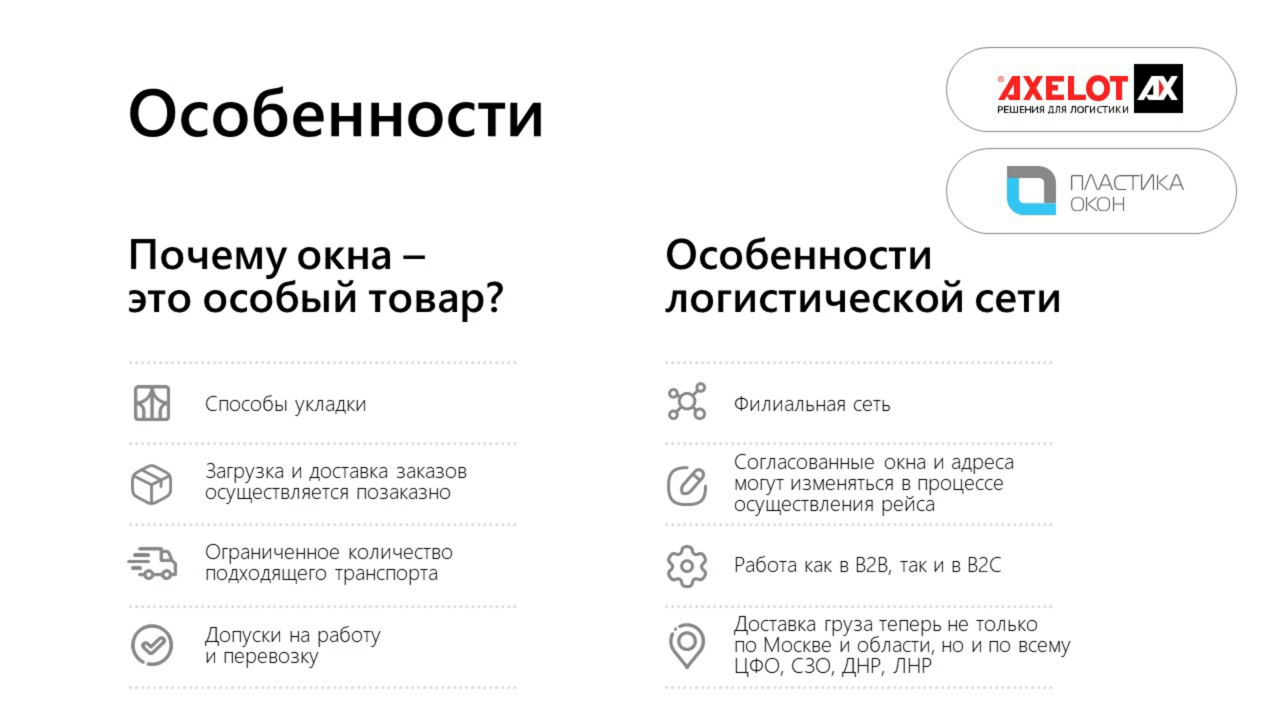 Особенности
AXELOT AX
РЕШЕНИЯ ДЛЯ ЛОГИСТИКИ
ПЛАСТИКА
ОКОН
Почему окна –
это особый товар?
Способы укладки
Загрузка и доставка заказов
осуществляется позаказно
Ограниченное количество
подходящего транспорта
Допуски на работу
и перевозку
Особенности
логистической сети
Филиальная сеть
Согласованные окна и адреса
могут изменяться в процессе
осуществления рейса
Работа как в B2B, так и в B2C
Доставка груза теперь не только
по Москве и области, но и по всему
ЦФО, СЗО, ДНР, ЛНР